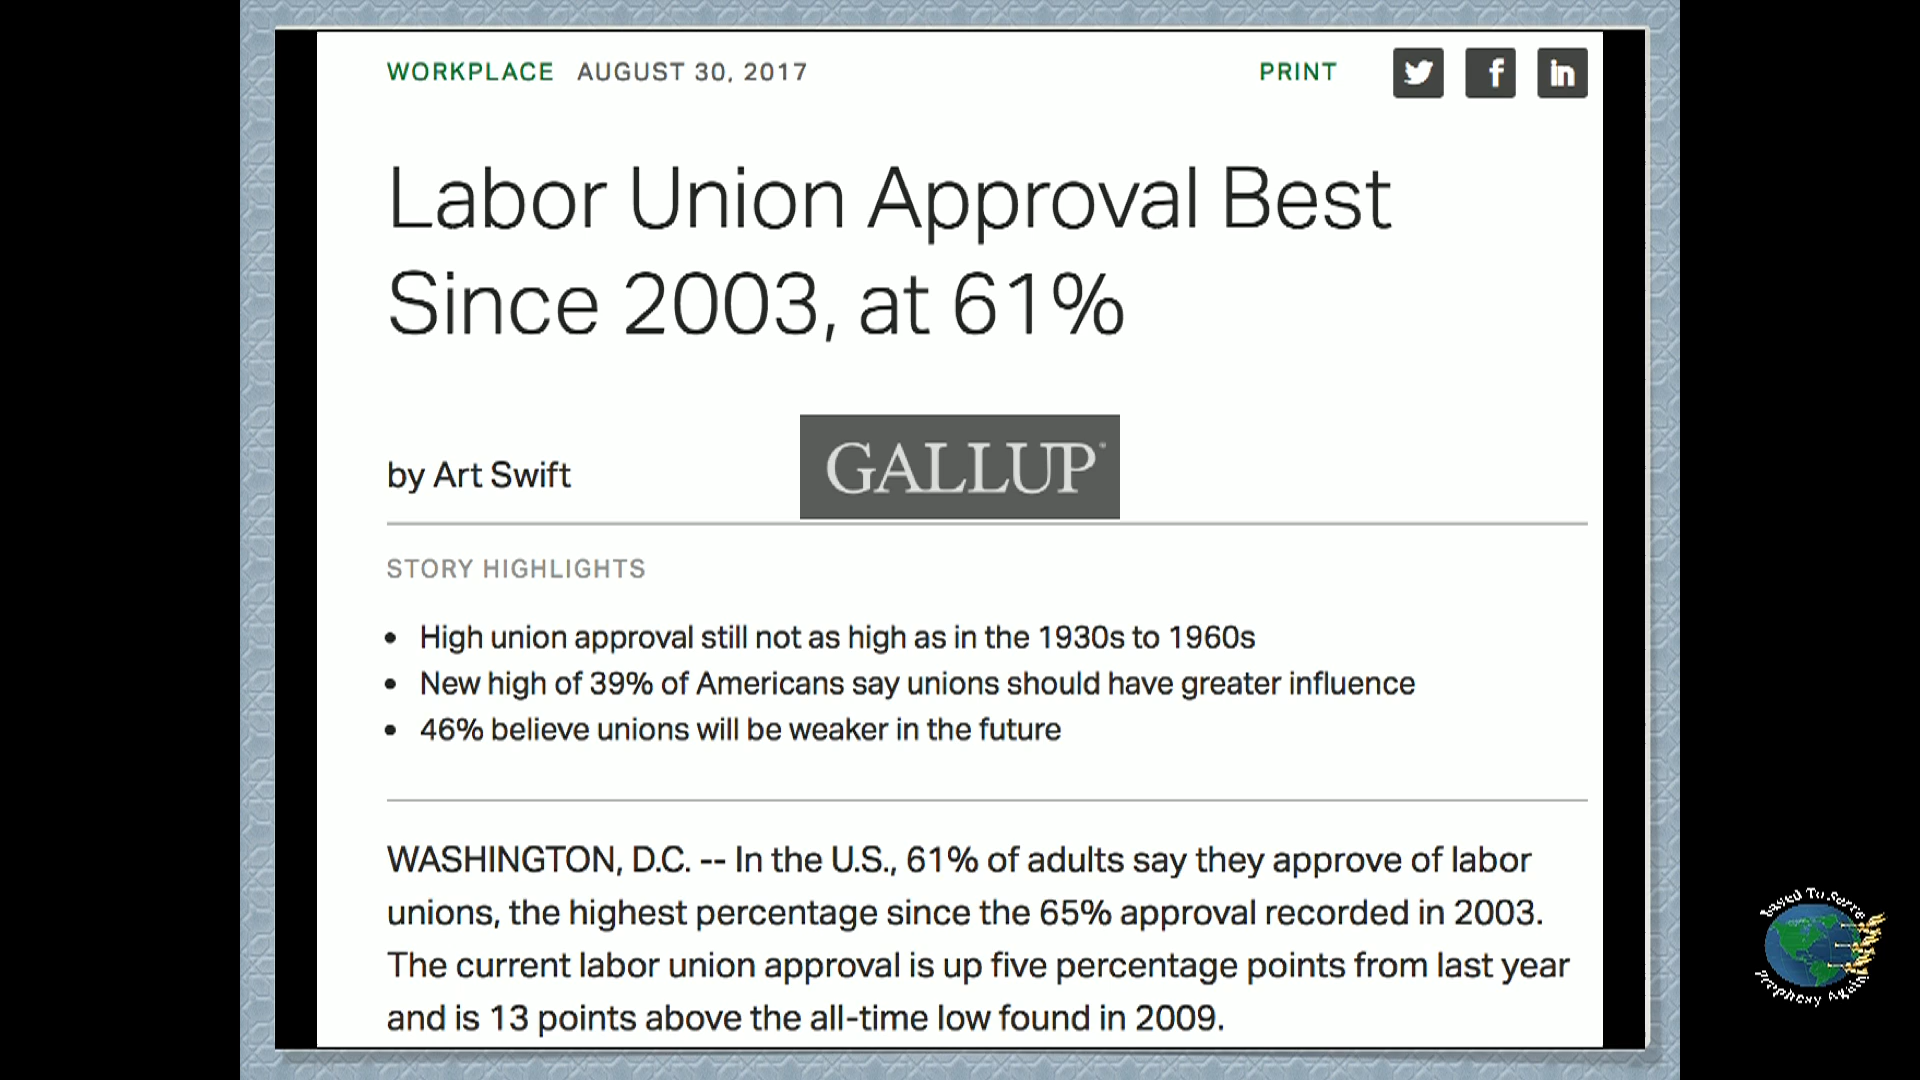 WORKPLACE AUGUST 30, 2017 PRINT
Labor Union Approval Best
Since 2003, at 61%
by Art Swift
GALLUP
STORY HIGHLIGHTS
• High union approval still not as high as in the 1930s to 1960s
• New high of 39% of Americans say unions should have greater influence
• 46% believe unions will be weaker in the future
WASHINGTON, D.C. -- In the U.S., 61% of adults say they approve of labor
unions, the highest percentage since the 65% approval recorded in 2003.
The current labor union approval is up five percentage points from last year
and is 13 points above the all-time low found in 2009.
To Serve
Prophesy Again